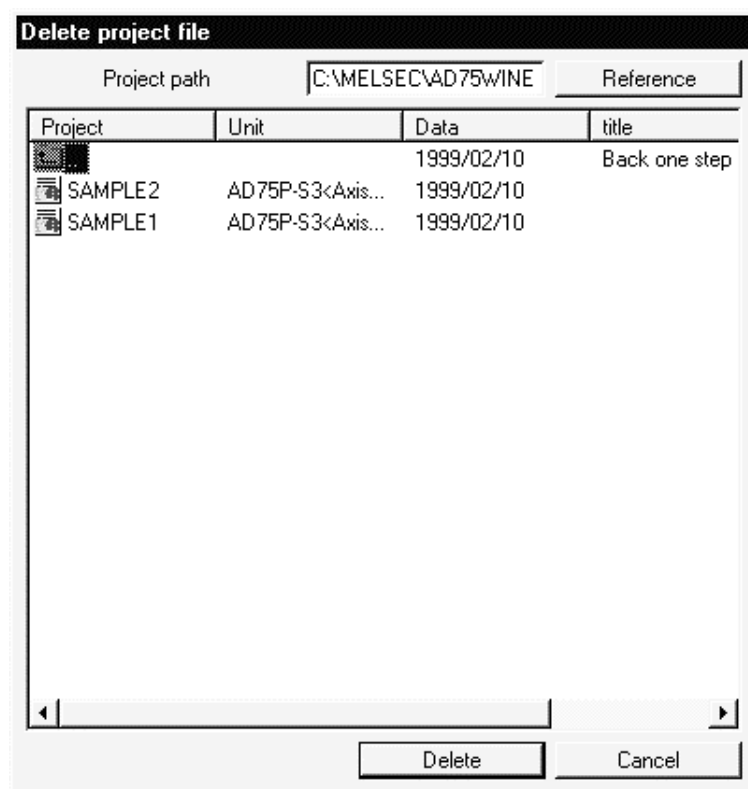 Delete project file
Project path C:\MELSEC\AD75WINE Reference
Project Unit Data title
.. 1999/02/10 Back one step
SAMPLE2 AD75P-S3<Axis... 1999/02/10
SAMPLE1 AD75P-S3<Axis... 1999/02/10
Delete Cancel